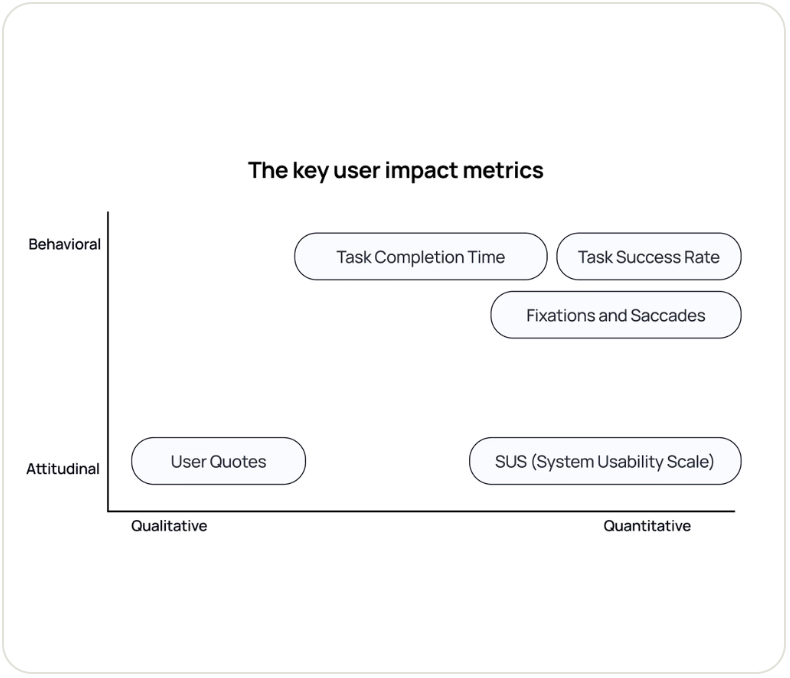 The key user impact metrics
Behavioral
Task Completion Time
Task Success Rate
Fixations and Saccades
Attitudinal
User Quotes
SUS (System Usability Scale)
Qualitative
Quantitative